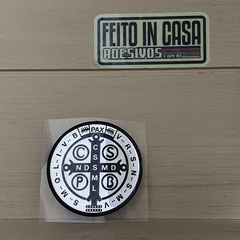 FEITO IN CASA
ADESIVOS
PAX
V R S N S M V
S M Q L I V B
C S
C S S M L
N D S M D
P B